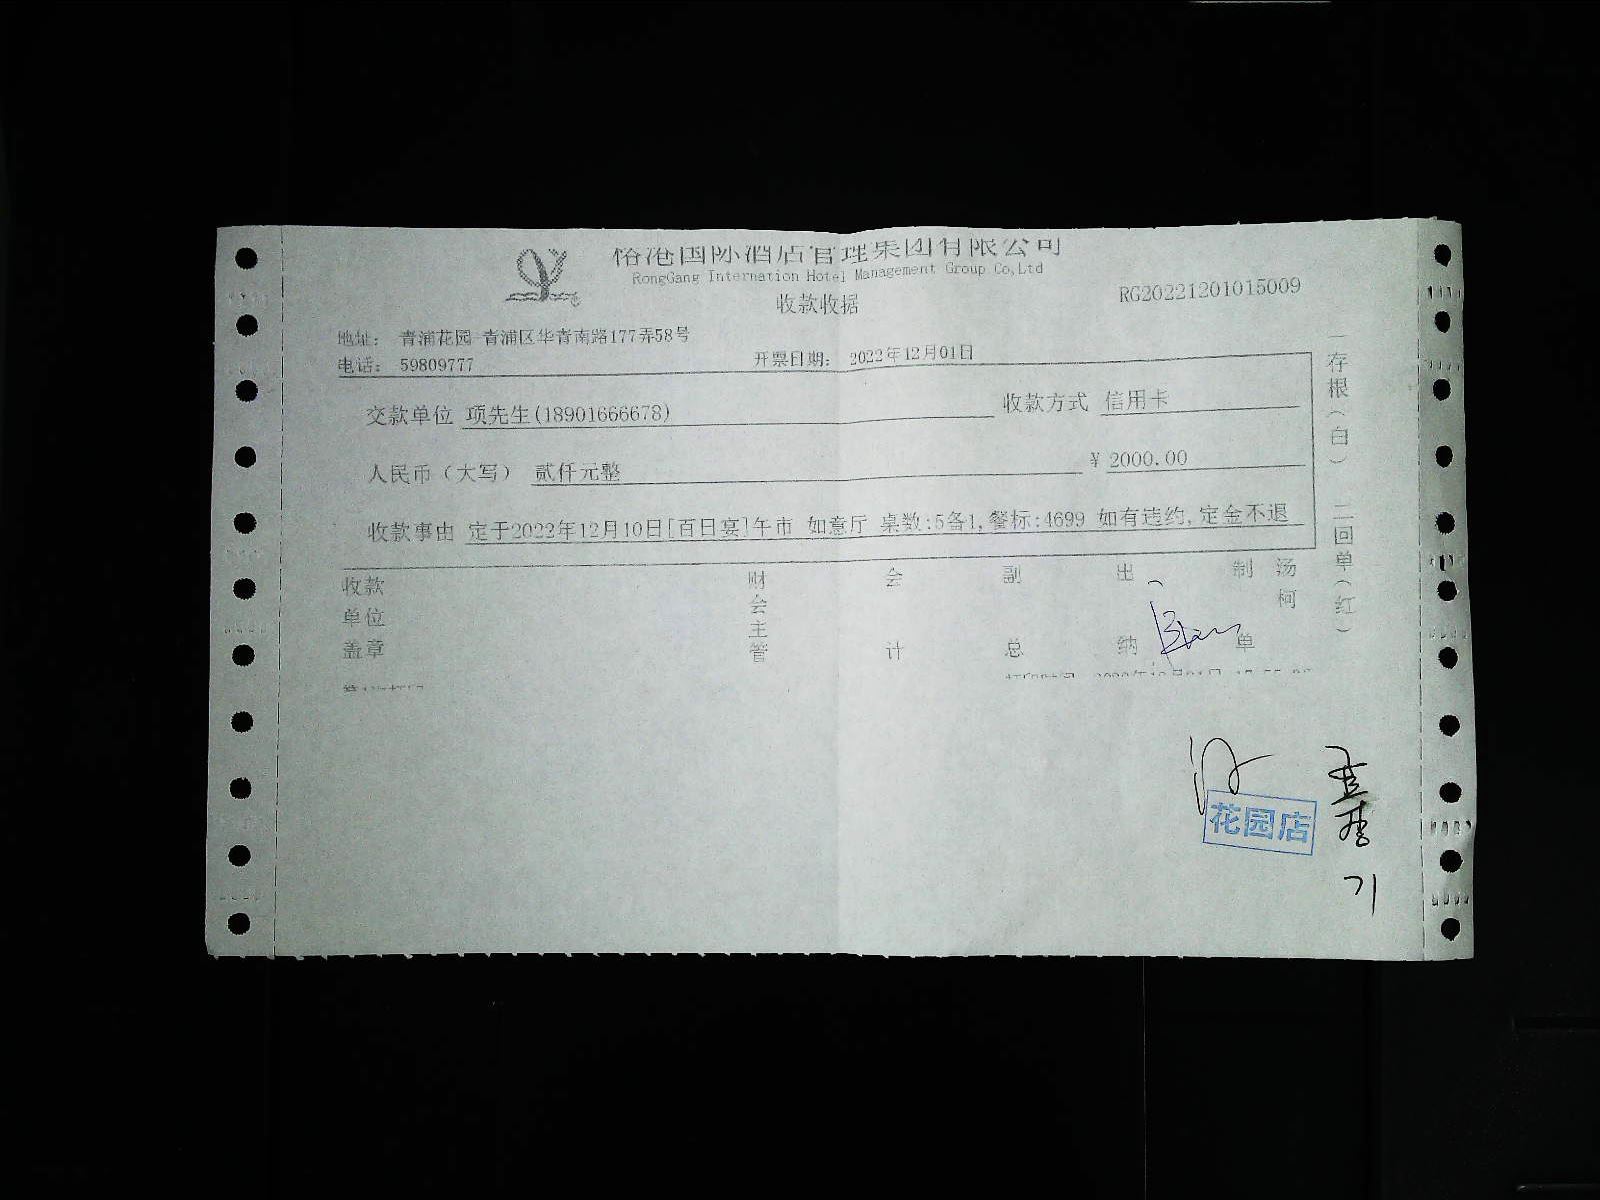 国际酒店管理集团有限公司
RongGang Internation Hotel Management Group Co,Ltd
收款收据
RG20221201015009
地址: 青浦花园 青浦区华青南路177弄58号
电话: 59809777 开票日期: 2022年12月01日
交款单位 项先生(18901666678) 收款方式 信用卡
人民币（大写） 贰仟元整 ¥ 2000.00
收款事由 定于2022年12月10日[百日宴]午市 如意厅 桌数:5备1,餐标:4699 如有违约,定金不退
收款单位盖章 财会主管 会计 副总 出纳 制单 汤柯
一存根（白） 二回单（红）
花园店